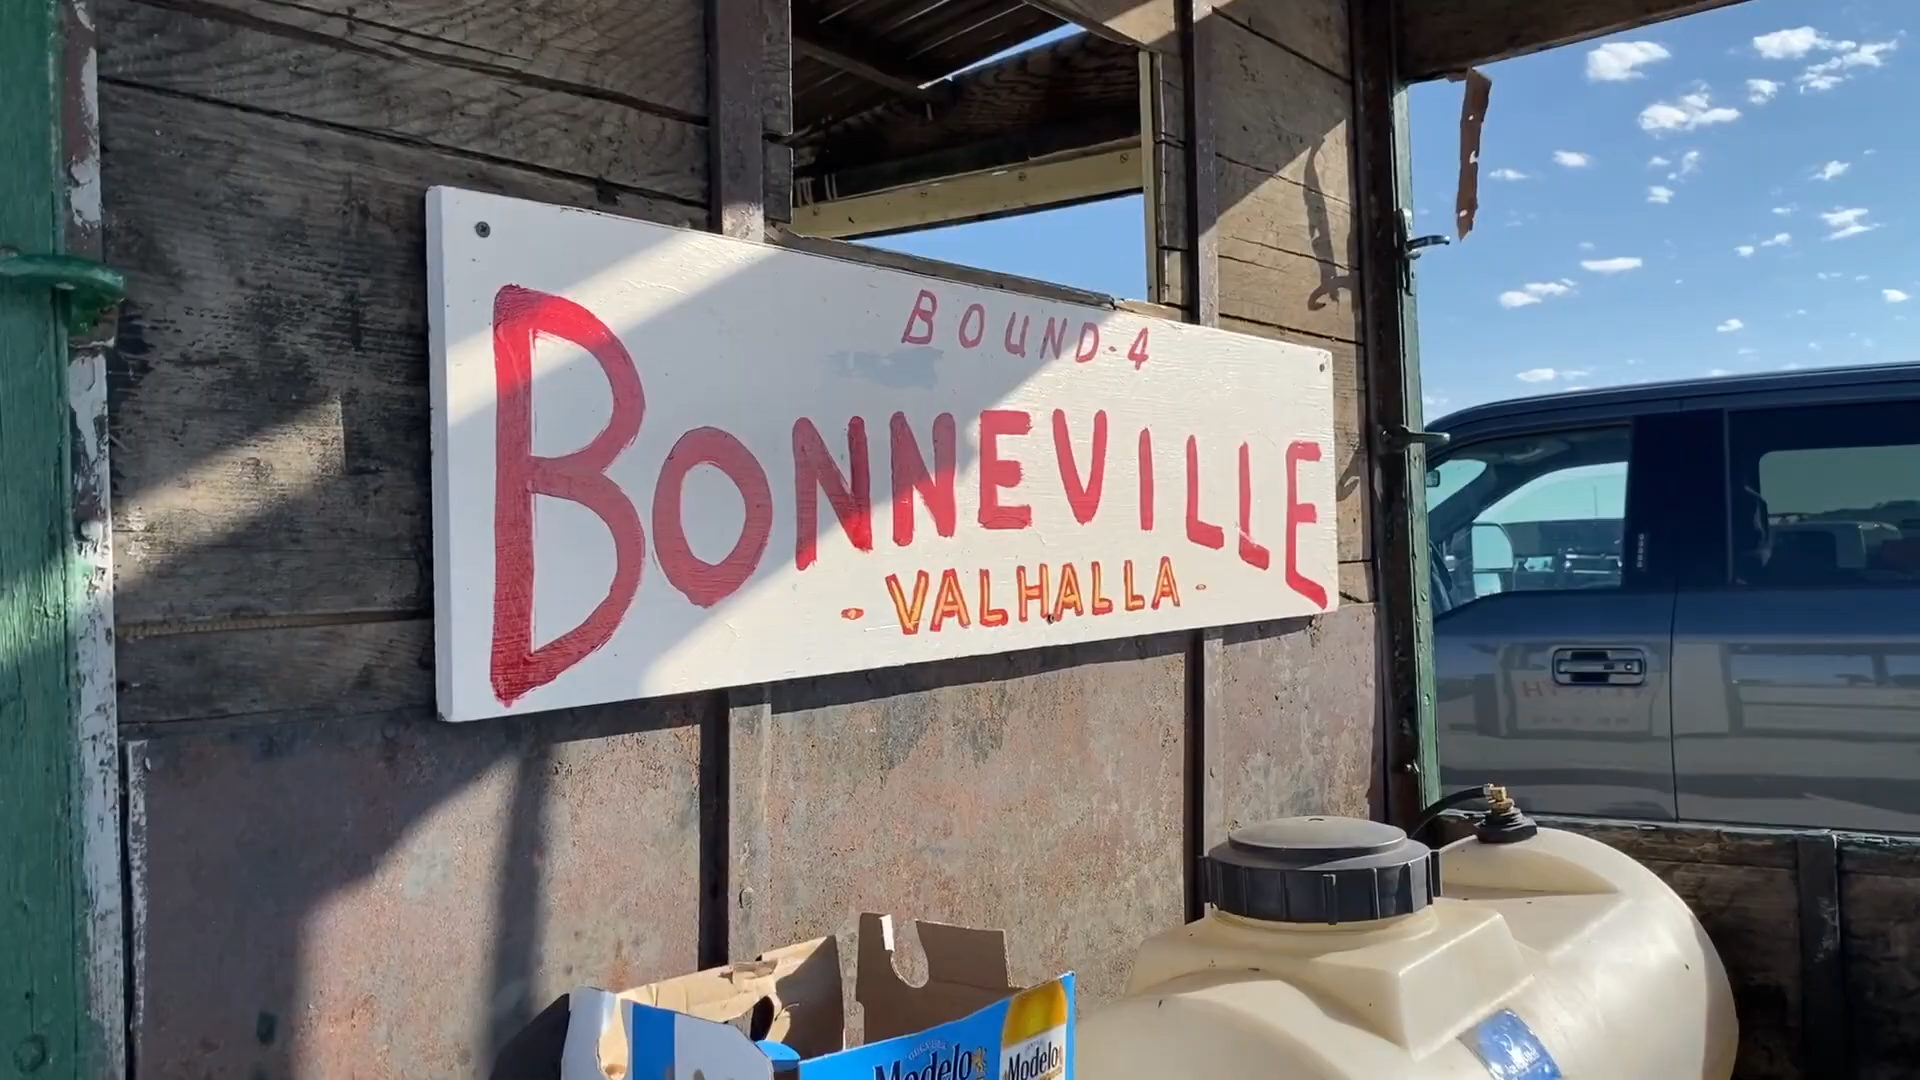 BOUND-4
BONNEVILLE
- VALHALLA -
Modelo
Modelo